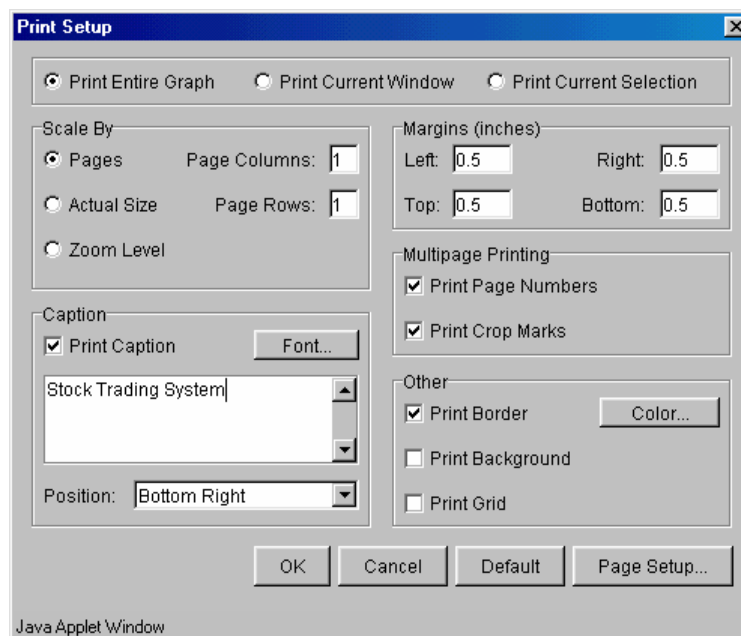 Print Setup
Print Entire Graph Print Current Window Print Current Selection
Scale By
Pages Page Columns: 1
Actual Size Page Rows: 1
Zoom Level
Margins (inches)
Left: 0.5 Right: 0.5
Top: 0.5 Bottom: 0.5
Multipage Printing
Print Page Numbers
Print Crop Marks
Caption
Print Caption Font...
Stock Trading System
Position: Bottom Right
Other
Print Border Color...
Print Background
Print Grid
OK Cancel Default Page Setup...
Java Applet Window